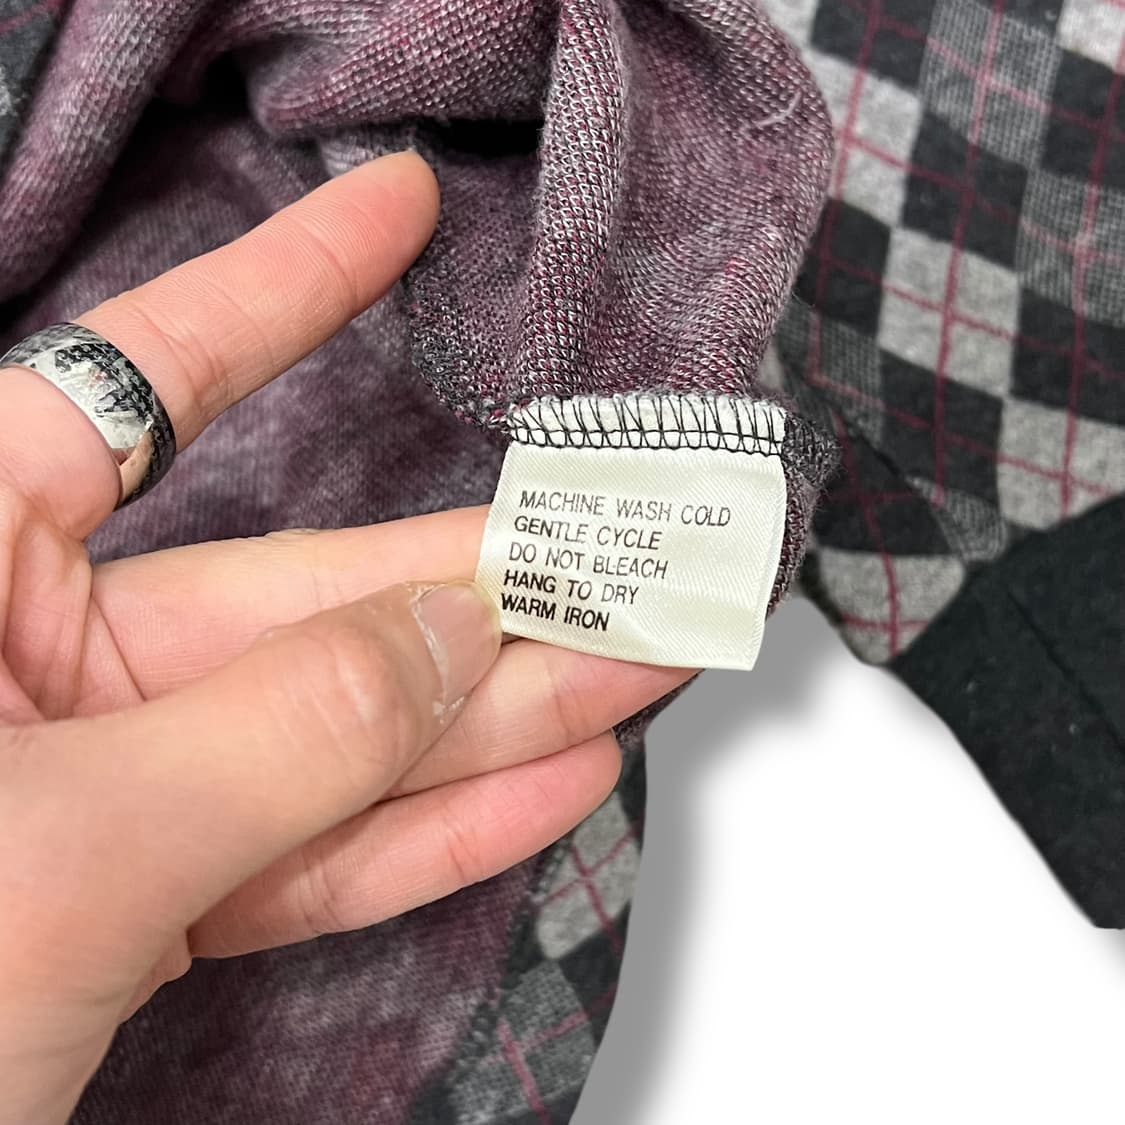 MACHINE WASH COLD
GENTLE CYCLE
DO NOT BLEACH
HANG TO DRY
WARM IRON